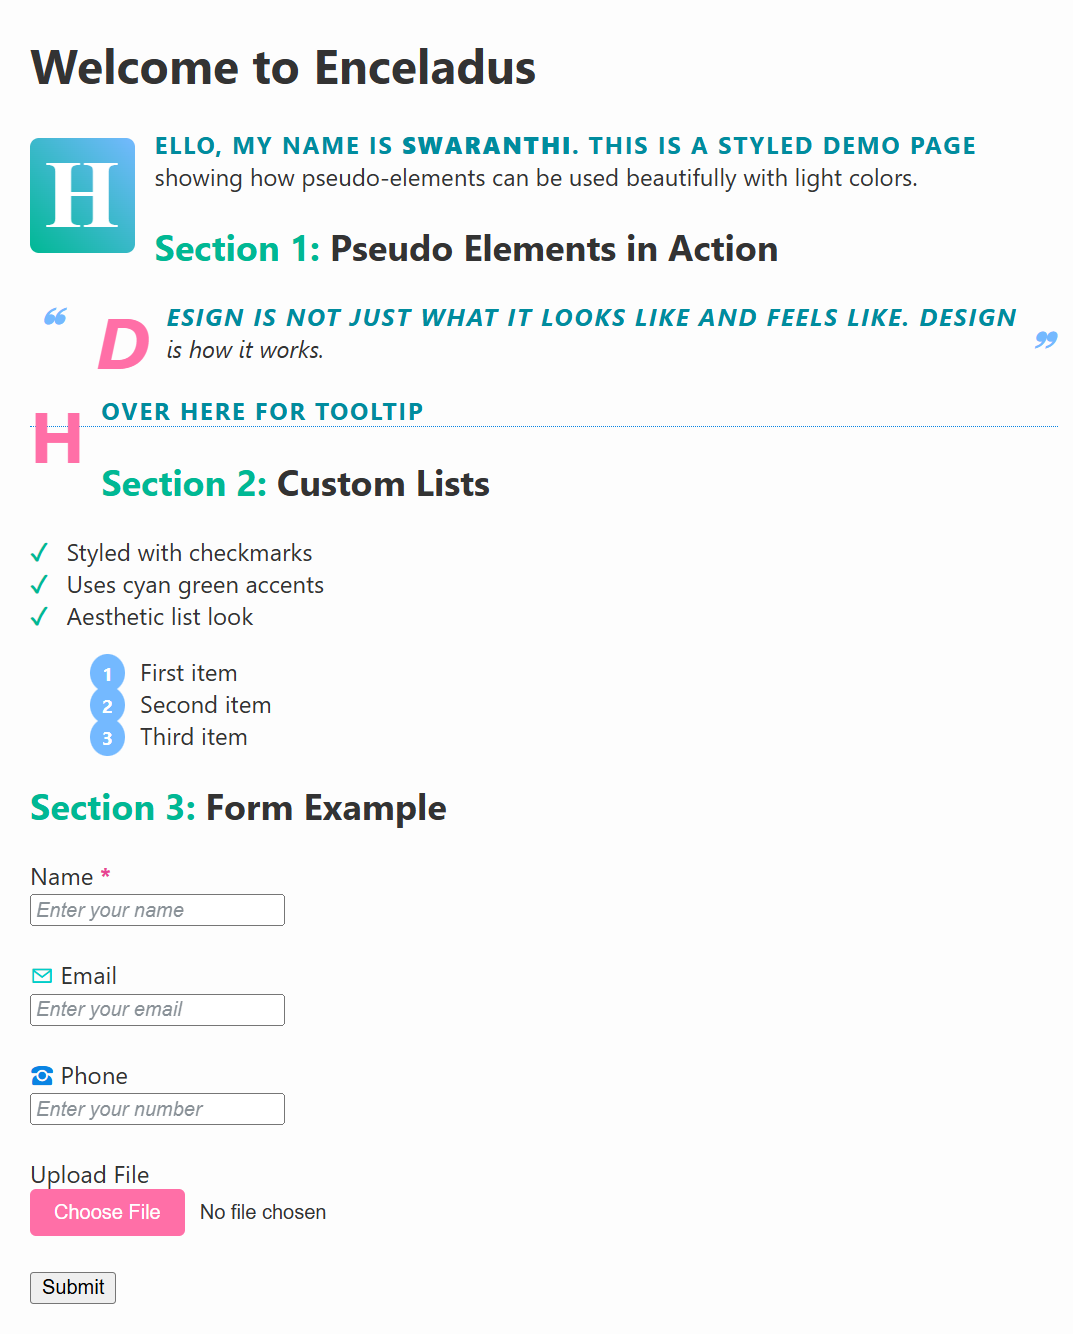 Welcome to Enceladus
HELLO, MY NAME IS SWARANTHI. THIS IS A STYLED DEMO PAGE
showing how pseudo-elements can be used beautifully with light colors.
Section 1: Pseudo Elements in Action
❝ DESIGN IS NOT JUST WHAT IT LOOKS LIKE AND FEELS LIKE. DESIGN
is how it works. ❞
HOVER HERE FOR TOOLTIP
Section 2: Custom Lists
✓ Styled with checkmarks
✓ Uses cyan green accents
✓ Aesthetic list look
1 First item
2 Second item
3 Third item
Section 3: Form Example
Name *
Enter your name
Email
Enter your email
Phone
Enter your number
Upload File
Choose File No file chosen
Submit